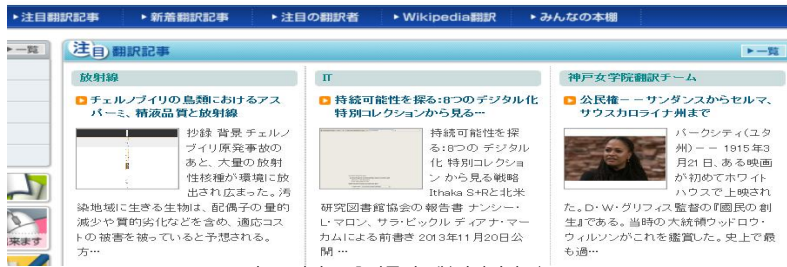 ▸注目翻訳記事 ▸新着翻訳記事 ▸注目の翻訳者 ▸Wikipedia翻訳 ▸みんなの本棚
▸一覧
注目 翻訳記事 ▸一覧
放射線
チェルノブイリの鳥類におけるアス
パーミ、精液品質と放射線
抄録 背景 チェルノ
ブイリ原発事故の
あと、大量の放射
性核種が環境に放
出され広まった。汚
染地域に生きる生物は、配偶子の量的
減少や質的劣化などを含め、適応コス
トの被害を被っていると予想される。
方…
IT
持続可能性を探る:8つのデジタル化
特別コレクションから見る…
持続可能性を探
る:8つの デジタル
化 特別コレクショ
ン から見る戦略
Ithaka S+Rと北米
研究図書館協会の報告書 ナンシー・
L・マロン、サラ・ピックル ディアナ・マー
カムによる前書き 2013年11月20日公
開 …
神戸女学院翻訳チーム
公民権－－サンダンスからセルマ、
サウスカロライナ州まで
パークシティ(ユタ
州)－－ 1915年3
月21日、ある映画
が初めてホワイト
ハウスで上映され
た。D・W・グリフィス監督の『國民の創
生』である。当時の大統領ウッドロウ・
ウィルソンがこれを鑑賞した。史上で最
も過…
来ます